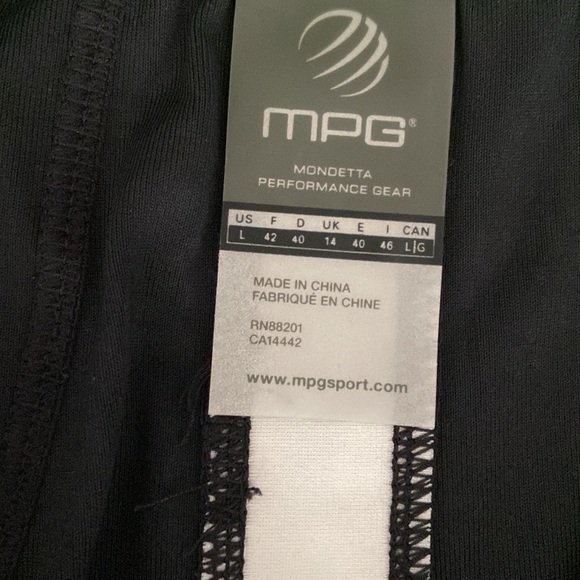 MPG®
MONDETTA
PERFORMANCE GEAR
US F D UK E I CAN
L 42 40 14 40 46 L|G
MADE IN CHINA
FABRIQUÉ EN CHINE
RN88201
CA14442
www.mpgsport.com